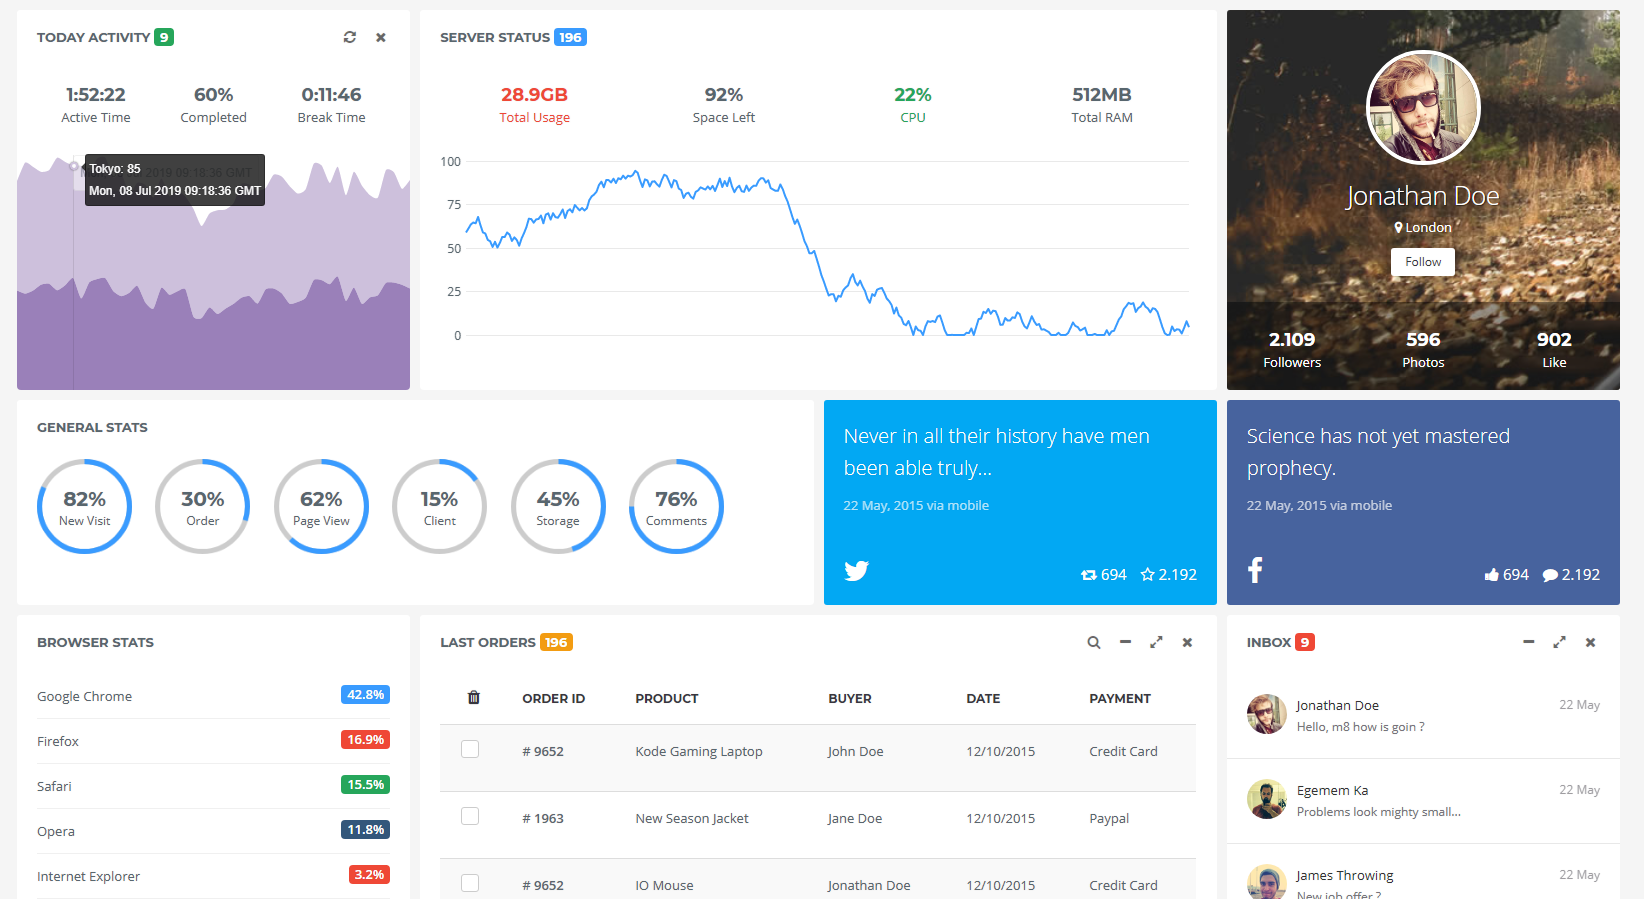 TODAY ACTIVITY 9
1:52:22 60% 0:11:46
Active Time Completed Break Time
Tokyo: 85
Mon, 08 Jul 2019 09:18:36 GMT
SERVER STATUS 196
28.9GB 92% 22% 512MB
Total Usage Space Left CPU Total RAM
100
75
50
25
0
Jonathan Doe
London
Follow
2.109 596 902
Followers Photos Like
GENERAL STATS
82% 30% 62% 15% 45% 76%
New Visit Order Page View Client Storage Comments
Never in all their history have men
been able truly...
22 May, 2015 via mobile
694 2.192
Science has not yet mastered
prophecy.
22 May, 2015 via mobile
694 2.192
BROWSER STATS
Google Chrome 42.8%
Firefox 16.9%
Safari 15.5%
Opera 11.8%
Internet Explorer 3.2%
LAST ORDERS 196
ORDER ID PRODUCT BUYER DATE PAYMENT
# 9652 Kode Gaming Laptop John Doe 12/10/2015 Credit Card
# 1963 New Season Jacket Jane Doe 12/10/2015 Paypal
# 9652 IO Mouse Jonathan Doe 12/10/2015 Credit Card
INBOX 9
Jonathan Doe 22 May
Hello, m8 how is goin ?
Egemem Ka 22 May
Problems look mighty small...
James Throwing 22 May
New job offer ?